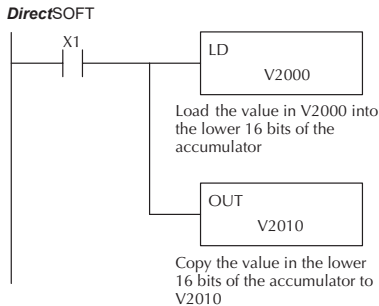 DirectSOFT
X1
LD
V2000
Load the value in V2000 into
the lower 16 bits of the
accumulator
OUT
V2010
Copy the value in the lower
16 bits of the accumulator to
V2010